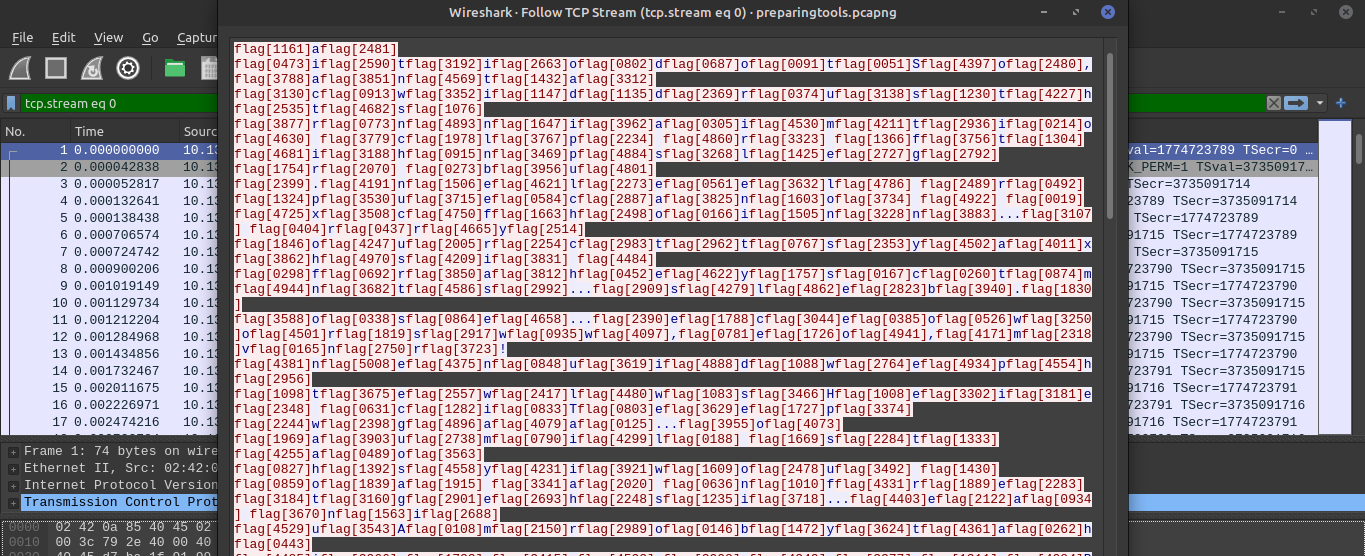 Wireshark · Follow TCP Stream (tcp.stream eq 0) · preparingtools.pcapng
File Edit View Go Captur
tcp.stream eq 0
No. Time Sourc
1 0.000000000 10.13
2 0.000042838 10.13
3 0.000052817 10.13
4 0.000132641 10.13
5 0.000138438 10.13
6 0.000706574 10.13
7 0.000724742 10.13
8 0.000900206 10.13
9 0.001019149 10.13
10 0.001129734 10.13
11 0.001212204 10.13
12 0.001284968 10.13
13 0.001434856 10.13
14 0.001732467 10.13
15 0.002011675 10.13
16 0.002226971 10.13
17 0.002474216 10.13
flag[1161]aflag[2481]
flag[0473]iflag[2590]tflag[3192]iflag[2663]oflag[0802]dflag[0687]oflag[0091]tflag[0051]Sflag[4397]oflag[2480],
flag[3788]aflag[3851]nflag[4569]tflag[1432]aflag[3312]
flag[3130]cflag[0913]wflag[3352]iflag[1147]dflag[1135]dflag[2369]rflag[0374]uflag[3138]sflag[1230]tflag[4227]h
flag[2535]tflag[4682]sflag[1076]
flag[3877]rflag[0773]nflag[4893]nflag[1647]iflag[3962]aflag[0305]iflag[4530]mflag[4211]tflag[2936]iflag[0214]o
flag[4630] flag[3779]cflag[1978]lflag[3767]pflag[2234] flag[4860]rflag[3323] flag[1366]fflag[3756]tflag[1304]
flag[4681]iflag[3188]hflag[0915]nflag[3469]pflag[4884]sflag[3268]lflag[1425]eflag[2727]gflag[2792]
flag[1754]rflag[2070] flag[0273]bflag[3956]uflag[4801]
flag[2399].flag[4191]nflag[1506]eflag[4621]lflag[2273]eflag[0561]eflag[3632]lflag[4786] flag[2489]rflag[0492]
flag[1324]pflag[3530]uflag[3715]eflag[0584]cflag[2887]aflag[3825]nflag[1603]oflag[3734] flag[4922] flag[0019]
flag[4725]xflag[3508]cflag[4750]fflag[1663]hflag[2498]oflag[0166]iflag[1505]nflag[3228]nflag[3883]...flag[3107
] flag[0404]rflag[0437]rflag[4665]yflag[2514]
flag[1846]oflag[4247]uflag[2005]rflag[2254]cflag[2983]tflag[2962]tflag[0767]sflag[2353]yflag[4502]aflag[4011]x
flag[3862]hflag[4970]sflag[4209]iflag[3831] flag[4484]
flag[0298]fflag[0692]rflag[3850]aflag[3812]hflag[0452]eflag[4622]yflag[1757]sflag[0167]cflag[0260]tflag[0874]m
flag[4944]nflag[3682]tflag[4586]sflag[2992]...flag[2909]sflag[4279]lflag[4862]eflag[2823]bflag[3940].flag[1830
]
flag[3588]oflag[0338]sflag[0864]eflag[4658]...flag[2390]eflag[1788]cflag[3044]eflag[0385]oflag[0526]wflag[3250
]oflag[4501]rflag[1819]sflag[2917]wflag[0935]wflag[4097],flag[0781]eflag[1726]oflag[4941],flag[4171]mflag[2318
]vflag[0165]nflag[2750]rflag[3723]!
flag[4381]nflag[5008]eflag[4375]nflag[0848]uflag[3619]iflag[4888]dflag[1088]wflag[2764]eflag[4934]pflag[4554]h
flag[2956]
flag[1098]tflag[3675]eflag[2557]wflag[2417]lflag[4480]wflag[1083]sflag[3466]Hflag[1008]eflag[3302]iflag[3181]e
flag[2348] flag[0631]cflag[1282]iflag[0833]Tflag[0803]eflag[3629]eflag[1727]pflag[3374]
flag[2244]wflag[2398]gflag[4896]aflag[4079]aflag[0125]...flag[3955]oflag[4073]
flag[1969]aflag[3903]uflag[2738]mflag[0790]iflag[4299]lflag[0188] flag[1669]sflag[2284]tflag[1333]
flag[4255]aflag[0489]oflag[3563]
flag[0827]hflag[1392]sflag[4558]yflag[4231]iflag[3921]wflag[1609]oflag[2478]uflag[3492] flag[1430]
flag[0859]oflag[1839]aflag[1915] flag[3341]aflag[2020] flag[0636]nflag[1010]fflag[4331]rflag[1889]eflag[2283]
flag[3184]tflag[3160]gflag[2901]eflag[2693]hflag[2248]sflag[1235]iflag[3718]...flag[4403]eflag[2122]aflag[0934
] flag[3670]nflag[1563]iflag[2688]
flag[4529]uflag[3543]Aflag[0108]mflag[2150]rflag[2989]oflag[0146]bflag[1472]yflag[3624]tflag[4361]aflag[0262]h
flag[0443]
val=1774723789 TSecr=0 ...
K_PERM=1 TSval=37350917...
TSecr=3735091714
23789 TSecr=3735091714
5091715 TSecr=1774723789
91715 TSecr=1774723789
TSecr=3735091715
723790 TSecr=3735091715
723790 TSecr=3735091715
723790 TSecr=3735091715
1715 TSecr=1774723790
1715 TSecr=1774723790
723791 TSecr=3735091715
1715 TSecr=1774723790
91716 TSecr=1774723791
723791 TSecr=3735091716
91716 TSecr=1774723791
Frame 1: 74 bytes on wire
Ethernet II, Src: 02:42:0
Internet Protocol Version
Transmission Control Prot
0000 02 42 0a 85 40 45 02
00 3c 79 2e 40 00 40